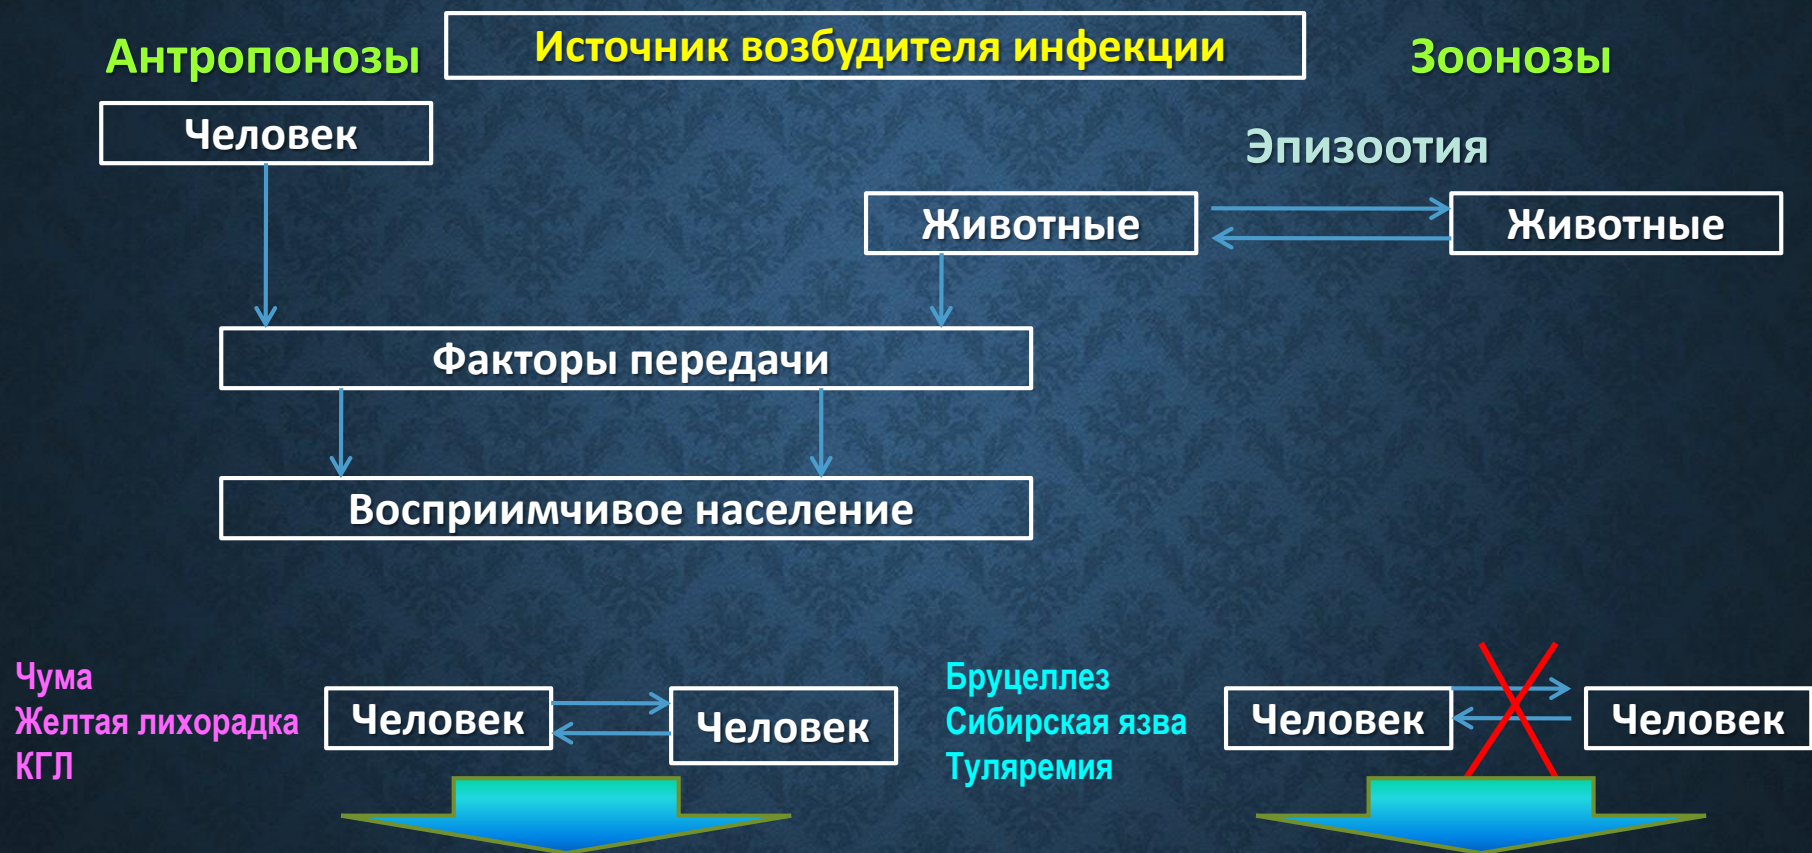 Источник возбудителя инфекции
Антропонозы
Зоонозы
Человек
Эпизоотия
Животные
Животные
Факторы передачи
Восприимчивое население
Чума
Желтая лихорадка
КГЛ
Человек
Человек
Бруцеллез
Сибирская язва
Туляремия
Человек
Человек